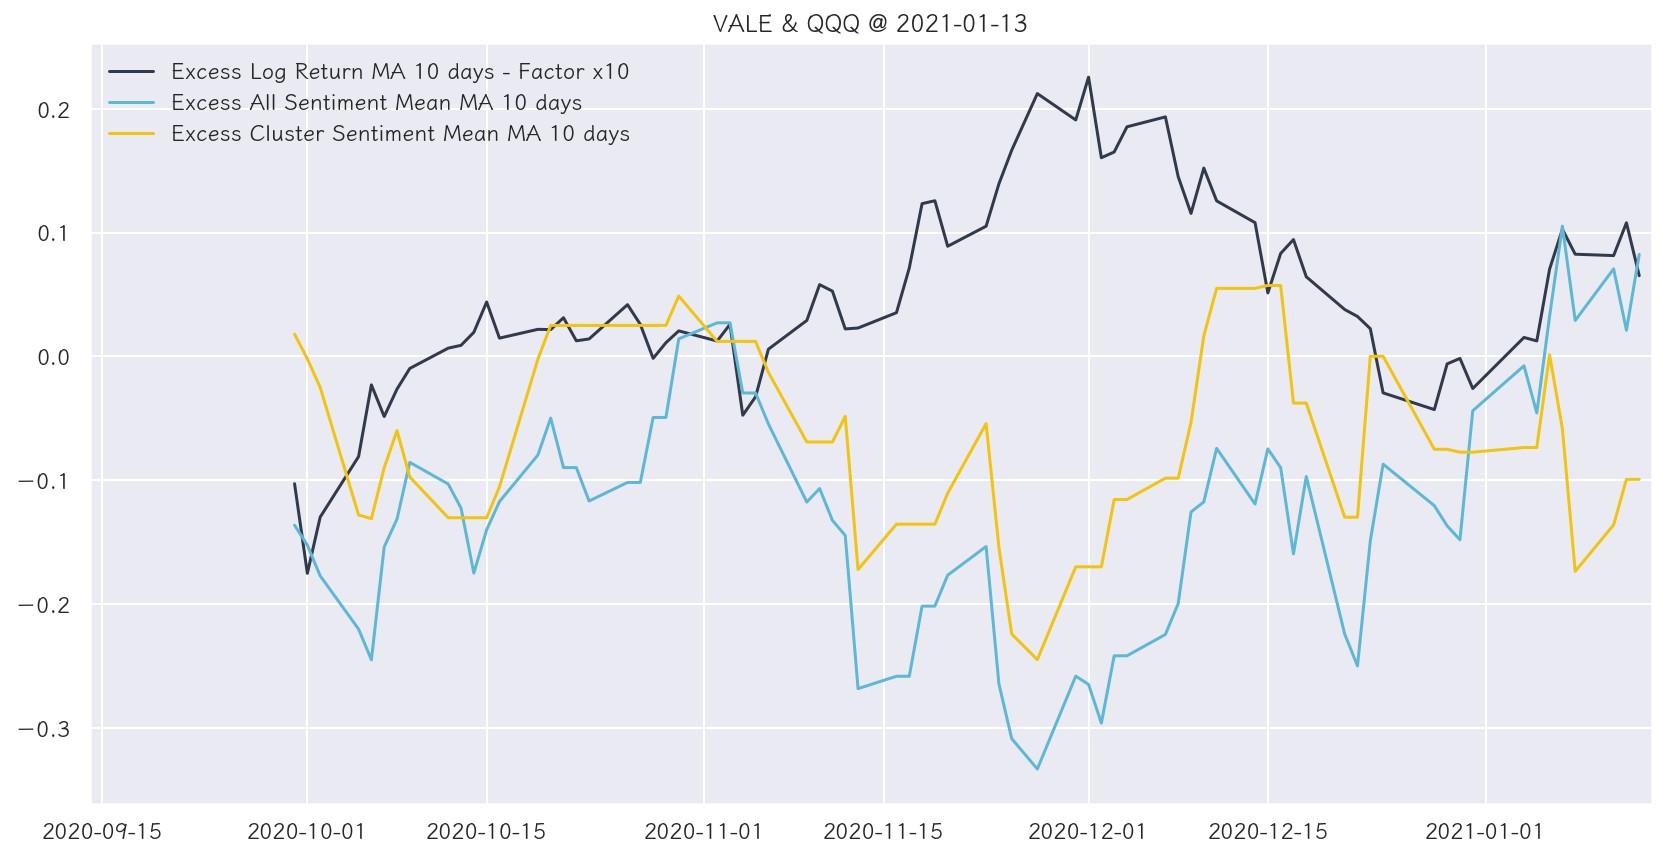 VALE & QQQ @ 2021-01-13
Excess Log Return MA 10 days - Factor x10
Excess All Sentiment Mean MA 10 days
Excess Cluster Sentiment Mean MA 10 days
0.2
0.1
0.0
−0.1
−0.2
−0.3
2020-09-15 2020-10-01 2020-10-15 2020-11-01 2020-11-15 2020-12-01 2020-12-15 2021-01-01